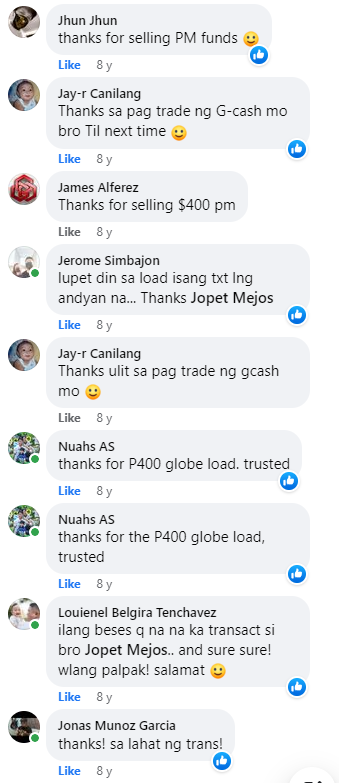 Jhun Jhun
thanks for selling PM funds
Like 8 y
Jay-r Canilang
Thanks sa pag trade ng G-cash mo
bro Til next time
Like 8 y
James Alferez
Thanks for selling $400 pm
Like 8 y
Jerome Simbajon
lupet din sa load isang txt lng
andyan na... Thanks Jopet Mejos
Like 8 y
Jay-r Canilang
Thanks ulit sa pag trade ng gcash
mo
Like 8 y
Nuahs AS
thanks for P400 globe load. trusted
Like 8 y
Nuahs AS
thanks for the P400 globe load,
trusted
Like 8 y
Louienel Belgira Tenchavez
ilang beses q na na ka transact si
bro Jopet Mejos.. and sure sure!
wlang palpak! salamat
Like 8 y
Jonas Munoz Garcia
thanks! sa lahat ng trans!
Like 8 y